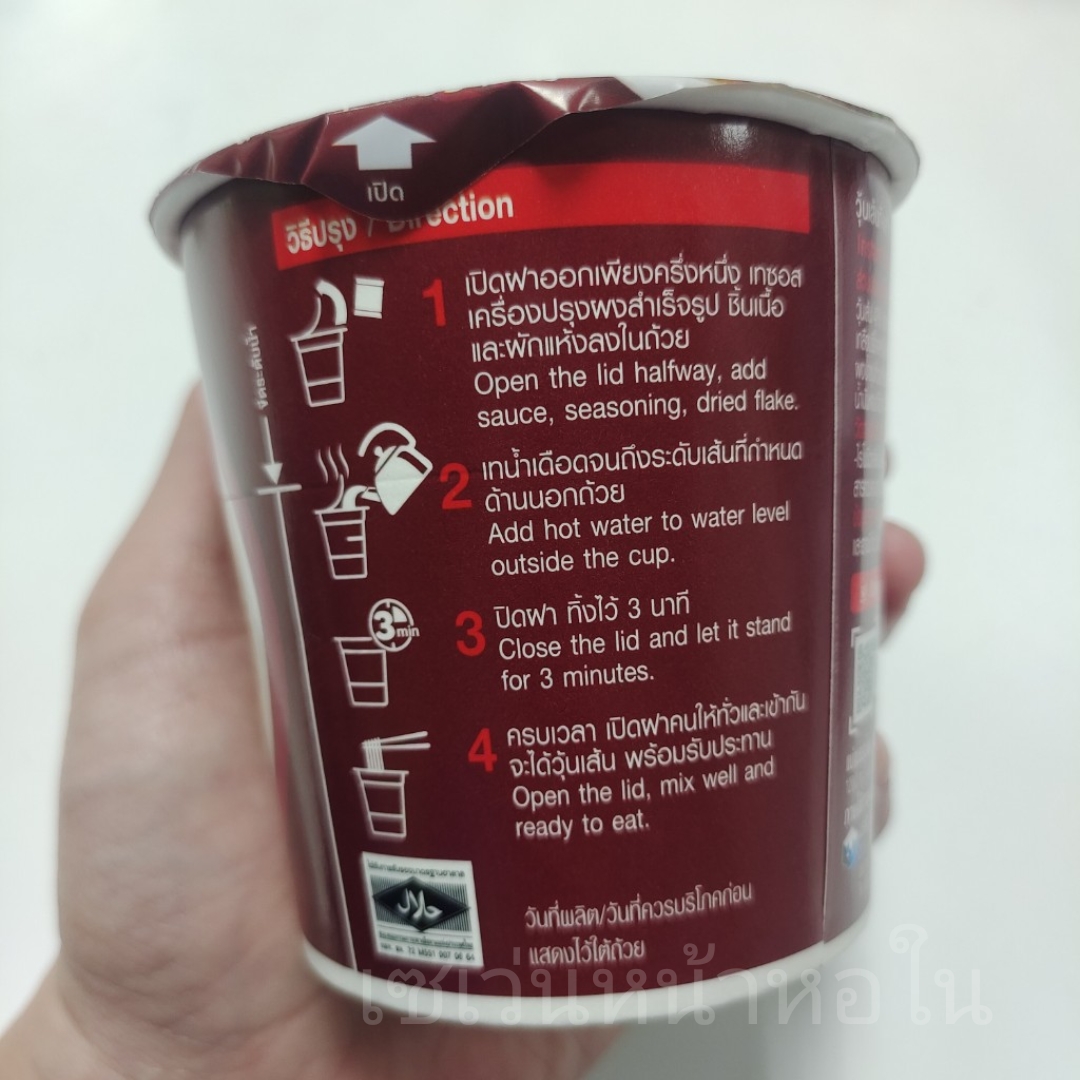 เปิด
วิธีปรุง / Direction
ขีดระดับน้ำ
1 เปิดฝาออกเพียงครึ่งหนึ่ง เทซอส
เครื่องปรุงผงสำเร็จรูป ชิ้นเนื้อ
และผักแห้งลงในถ้วย
Open the lid halfway, add
sauce, seasoning, dried flake.
2 เทน้ำเดือดจนถึงระดับเส้นที่กำหนด
ด้านนอกถ้วย
Add hot water to water level
outside the cup.
3 min
3 ปิดฝา ทิ้งไว้ 3 นาที
Close the lid and let it stand
for 3 minutes.
4 ครบเวลา เปิดฝาคนให้ทั่วและเข้ากัน
จะได้วุ้นเส้น พร้อมรับประทาน
Open the lid, mix well and
ready to eat.
حلال
วันที่ผลิต/วันที่ควรบริโภคก่อน
แสดงไว้ใต้ถ้วย
เซเว่นหน้าหอใน